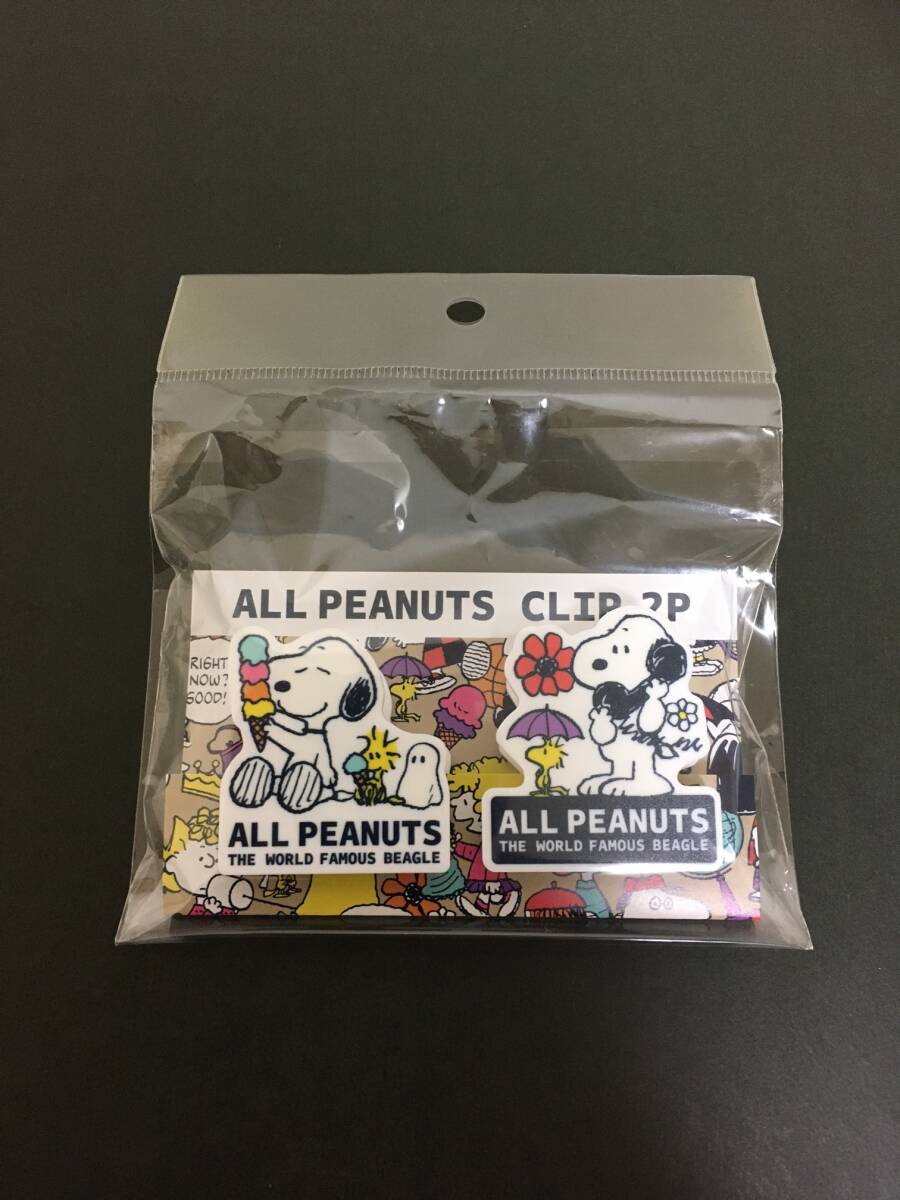 ALL PEANUTS CLIP 2P
RIGHT
NOW?
GOOD!
ALL PEANUTS
THE WORLD FAMOUS BEAGLE
ALL PEANUTS
THE WORLD FAMOUS BEAGLE